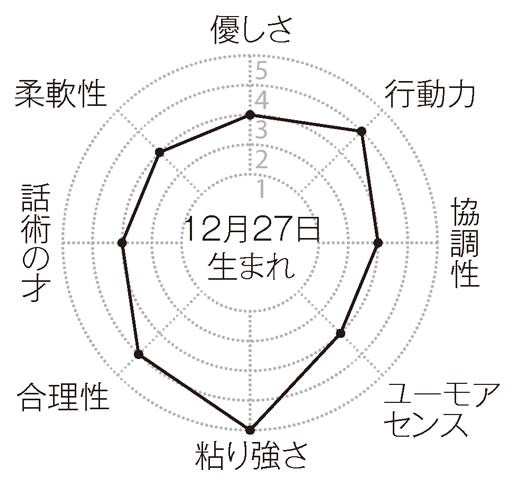 優しさ
行動力
協調性
ユーモア
センス
粘り強さ
合理性
話術の才
柔軟性
5
4
3
2
1
12月27日
生まれ